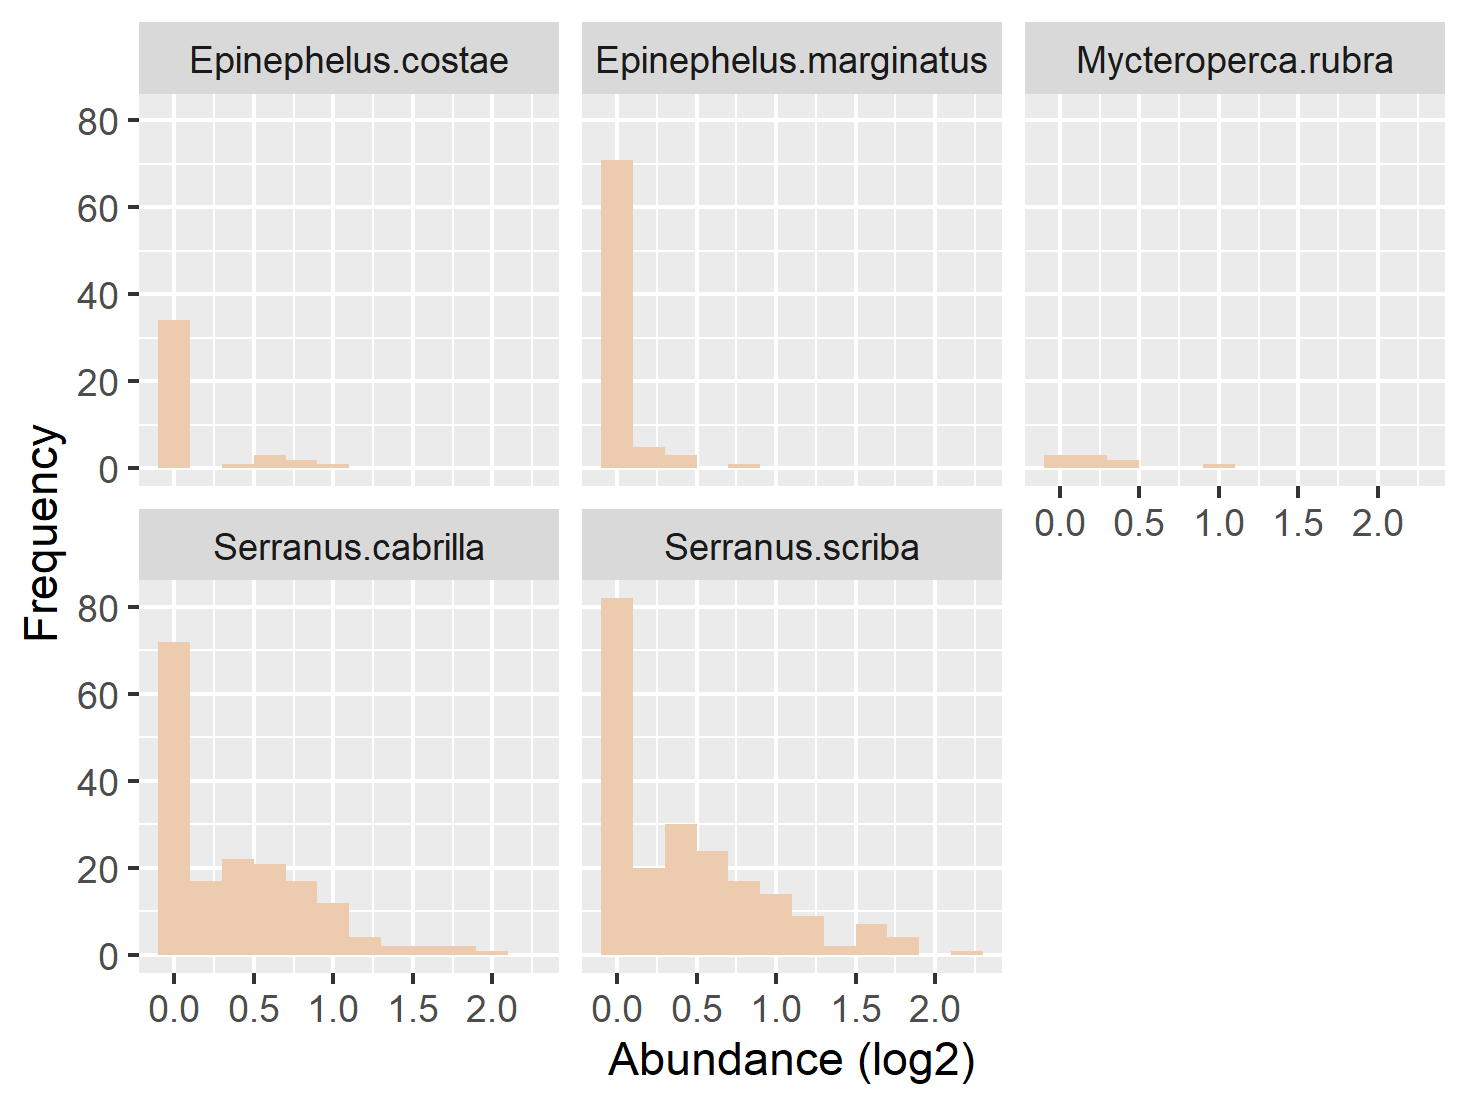 Epinephelus.costae
Epinephelus.marginatus
Mycteroperca.rubra
80
60
40
20
0
0.0 0.5 1.0 1.5 2.0
Serranus.cabrilla
Serranus.scriba
80
60
40
20
0
0.0 0.5 1.0 1.5 2.0
0.0 0.5 1.0 1.5 2.0
Frequency
Abundance (log2)